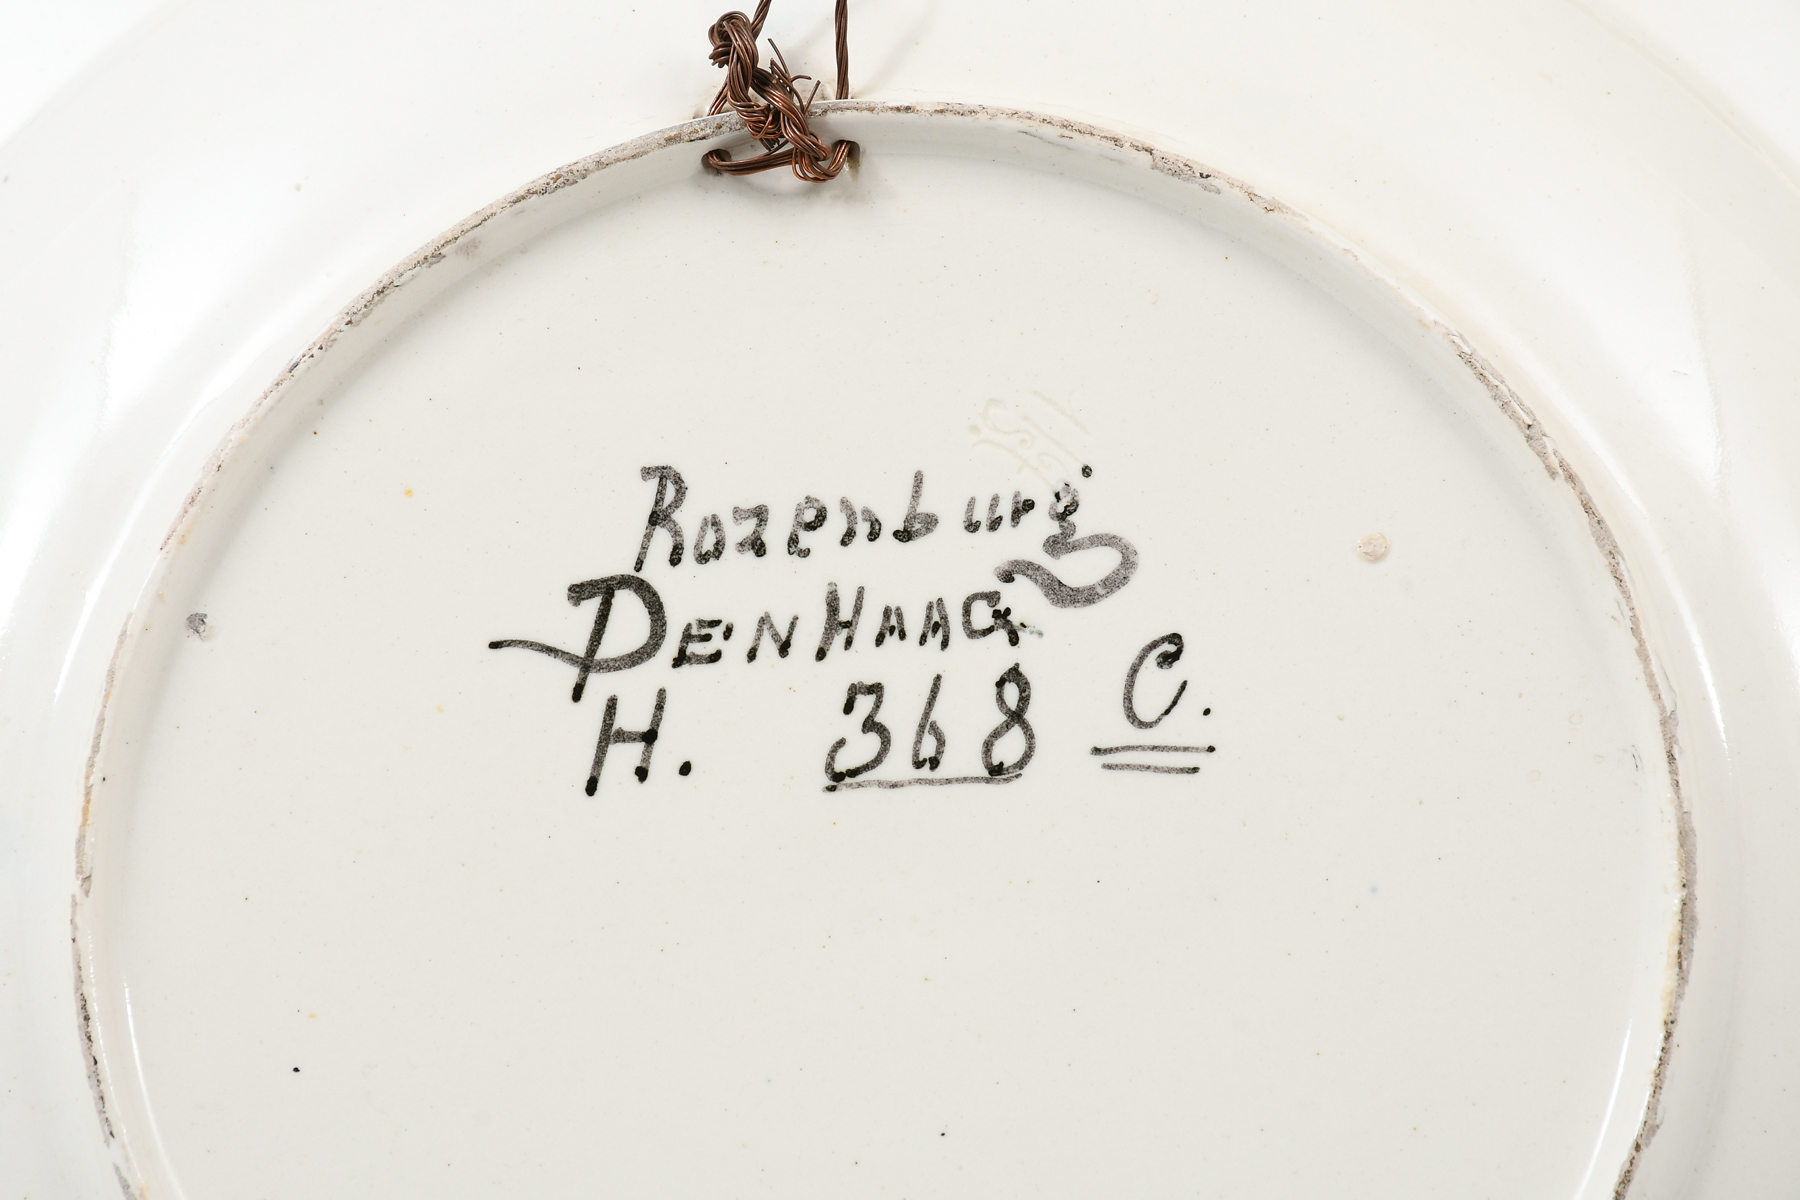 Rozenburg
DEN HAAG
H. 368 C.